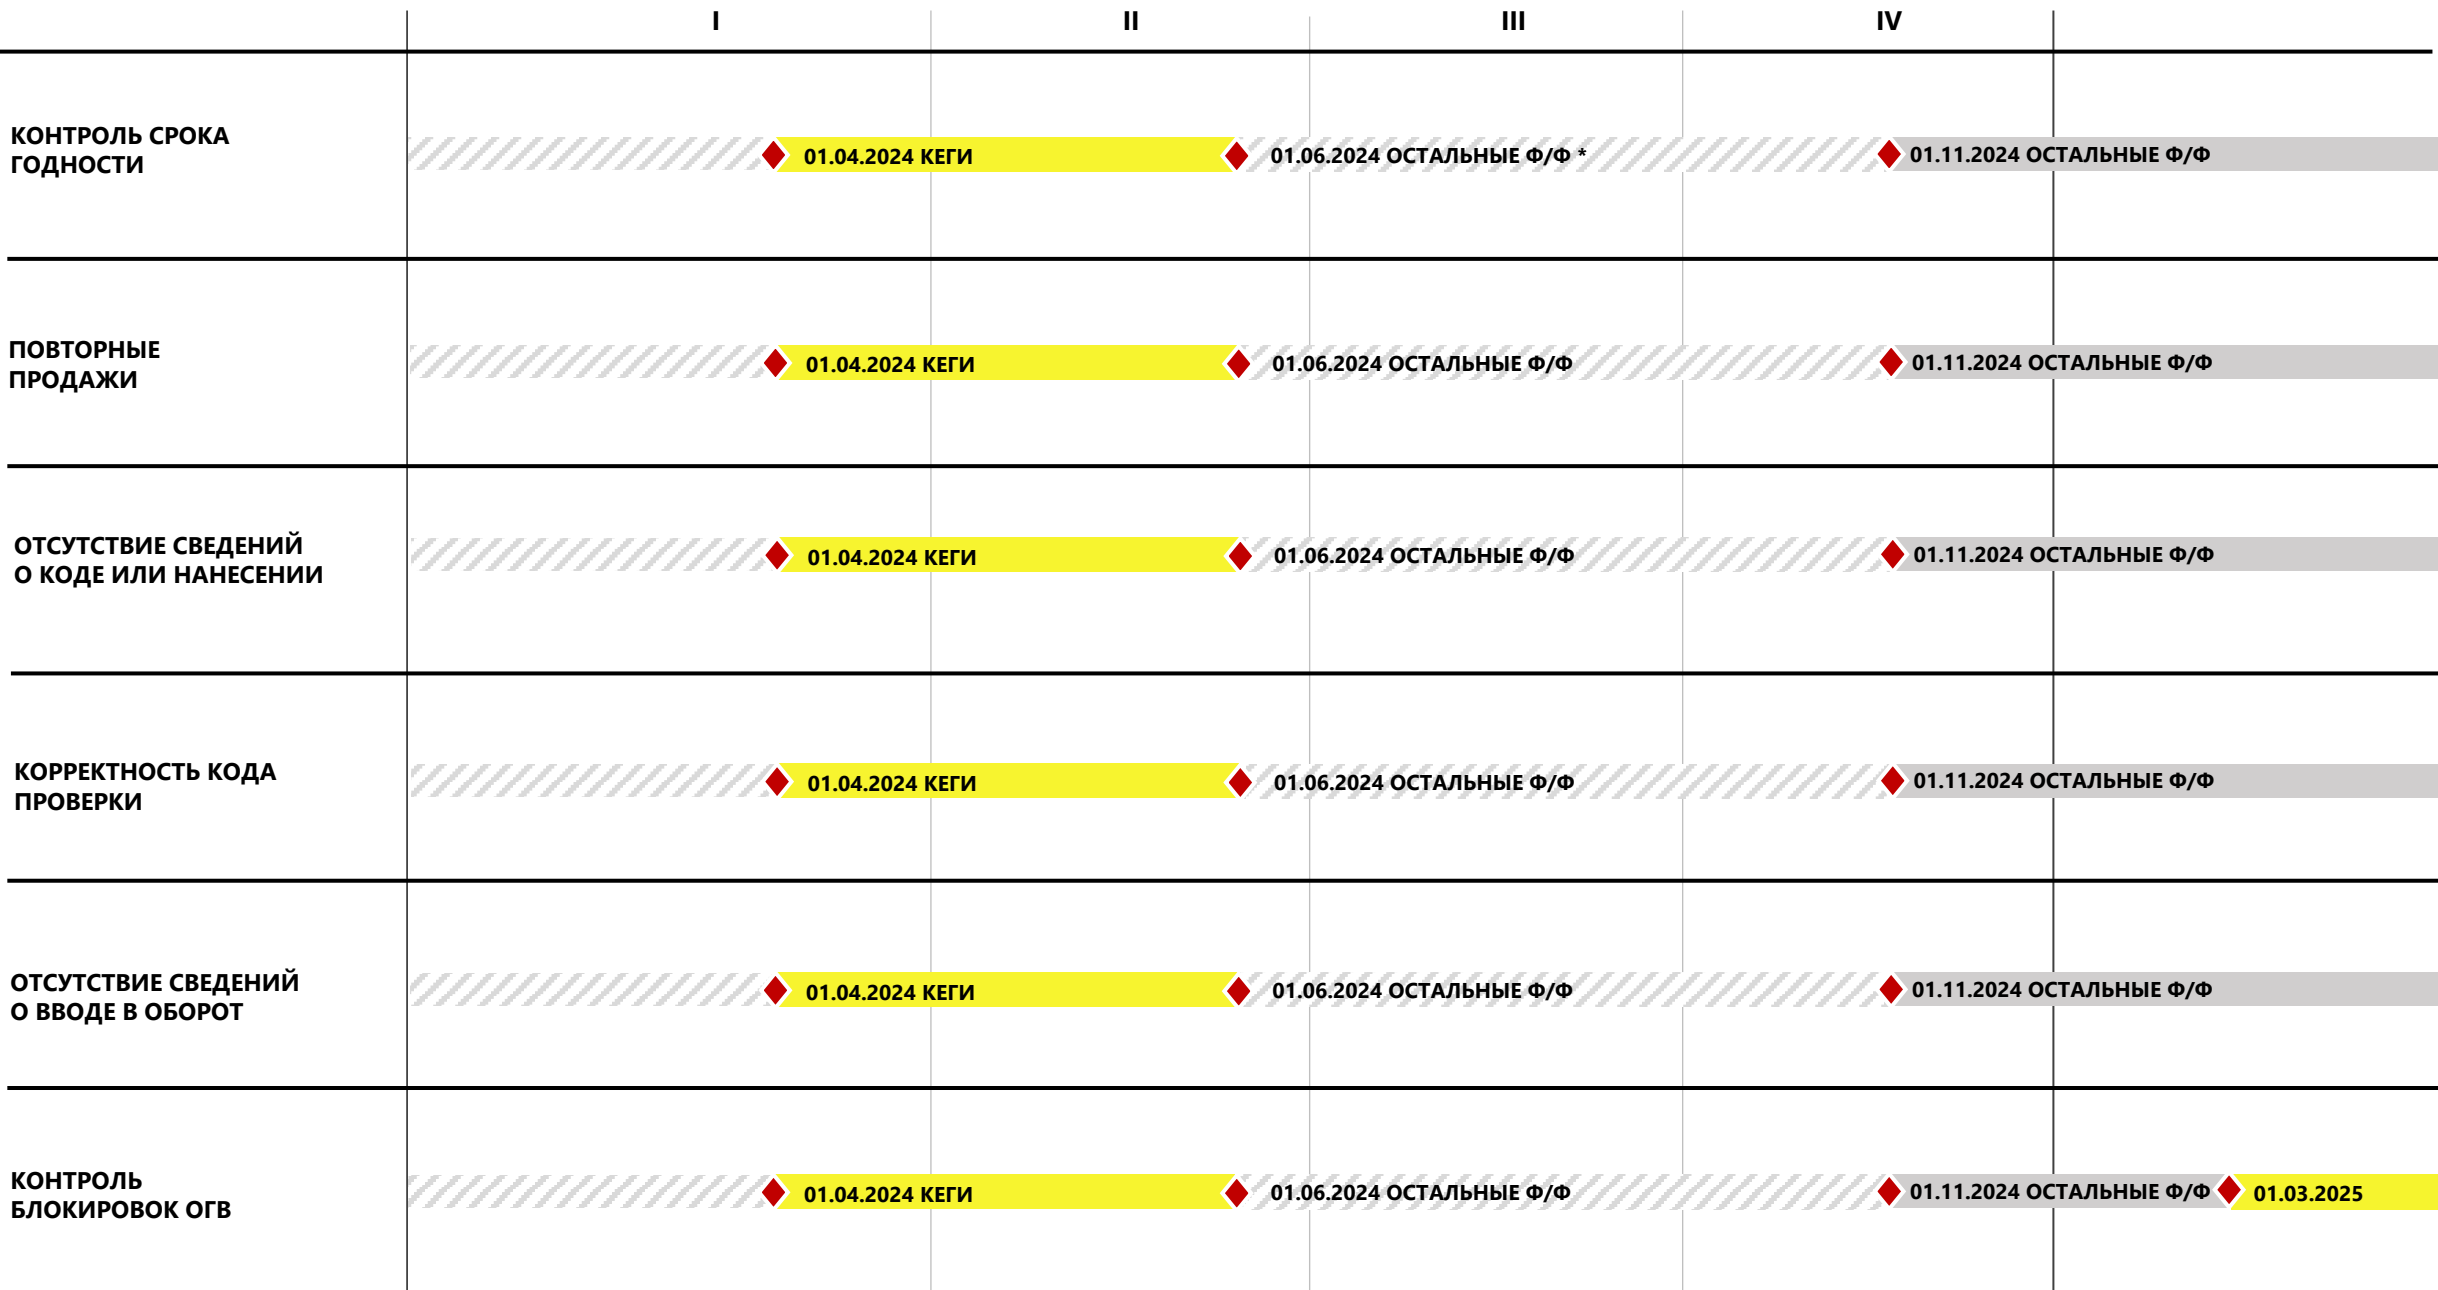 I II III IV
КОНТРОЛЬ СРОКА
ГОДНОСТИ
01.04.2024 КЕГИ
01.06.2024 ОСТАЛЬНЫЕ Ф/Ф *
01.11.2024 ОСТАЛЬНЫЕ Ф/Ф
ПОВТОРНЫЕ
ПРОДАЖИ
01.04.2024 КЕГИ
01.06.2024 ОСТАЛЬНЫЕ Ф/Ф
01.11.2024 ОСТАЛЬНЫЕ Ф/Ф
ОТСУТСТВИЕ СВЕДЕНИЙ
О КОДЕ ИЛИ НАНЕСЕНИИ
01.04.2024 КЕГИ
01.06.2024 ОСТАЛЬНЫЕ Ф/Ф
01.11.2024 ОСТАЛЬНЫЕ Ф/Ф
КОРРЕКТНОСТЬ КОДА
ПРОВЕРКИ
01.04.2024 КЕГИ
01.06.2024 ОСТАЛЬНЫЕ Ф/Ф
01.11.2024 ОСТАЛЬНЫЕ Ф/Ф
ОТСУТСТВИЕ СВЕДЕНИЙ
О ВВОДЕ В ОБОРОТ
01.04.2024 КЕГИ
01.06.2024 ОСТАЛЬНЫЕ Ф/Ф
01.11.2024 ОСТАЛЬНЫЕ Ф/Ф
КОНТРОЛЬ
БЛОКИРОВОК ОГВ
01.04.2024 КЕГИ
01.06.2024 ОСТАЛЬНЫЕ Ф/Ф
01.11.2024 ОСТАЛЬНЫЕ Ф/Ф
01.03.2025